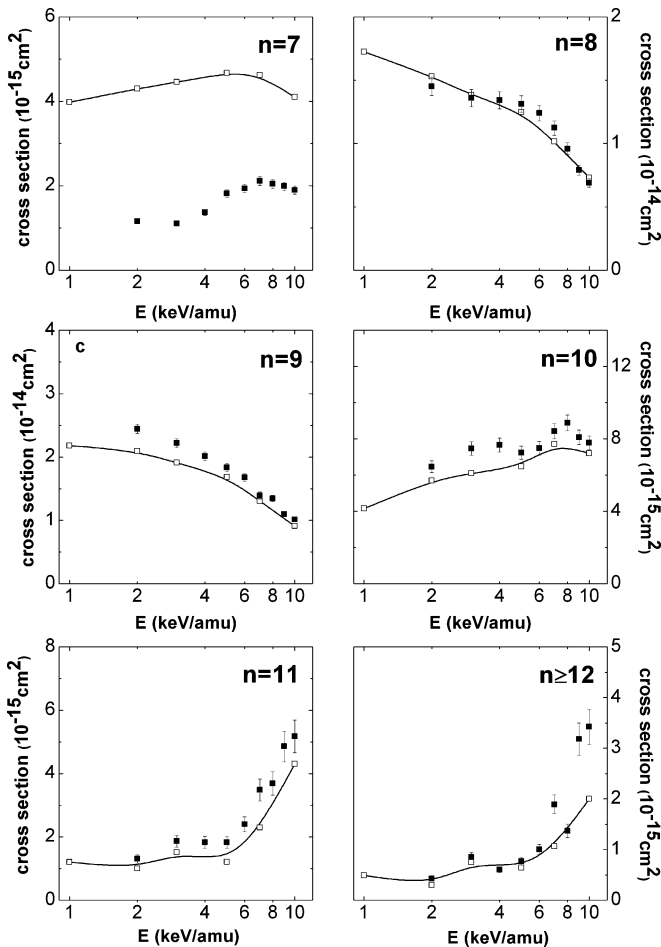 n=7
cross section (10-15cm2)
6
4
2
0
1 2 4 6 8 10
E (keV/amu)
n=8
cross section (10-14cm2)
2
1
0
1 2 4 6 8 10
E (keV/amu)
c
n=9
cross section (10-14cm2)
4
3
2
1
0
1 2 4 6 8 10
E (keV/amu)
n=10
cross section (10-15cm2)
12
8
4
0
1 2 4 6 8 10
E (keV/amu)
n=11
cross section (10-15cm2)
8
6
4
2
0
1 2 4 6 8 10
E (keV/amu)
n≥12
cross section (10-15cm2)
5
4
3
2
1
0
1 2 4 6 8 10
E (keV/amu)